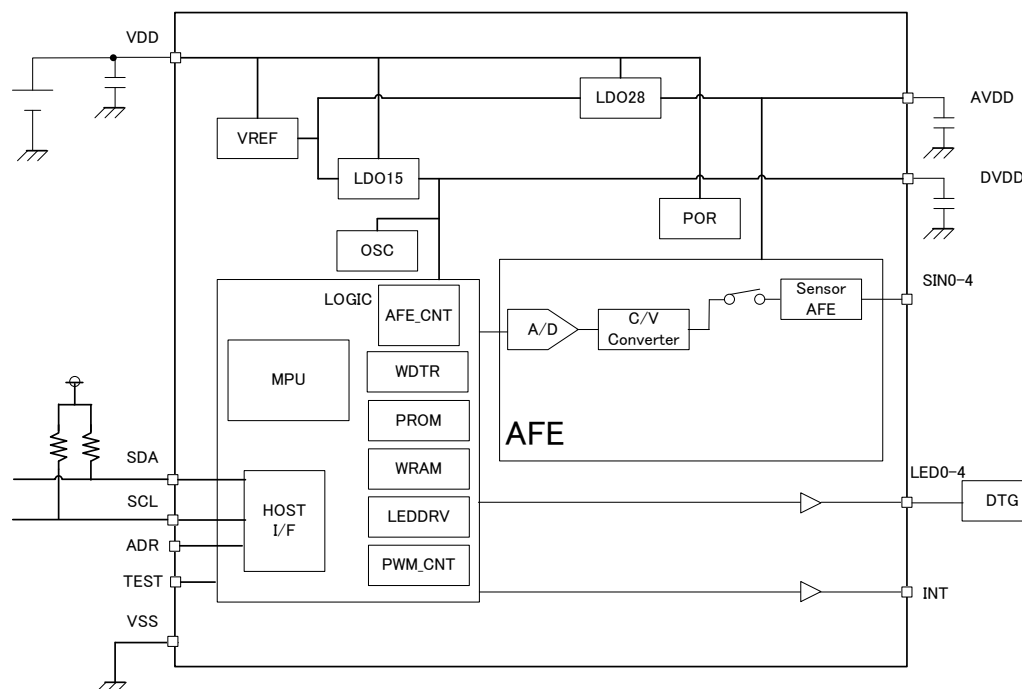 VDD
LDO28
AVDD
VREF
LDO15
DVDD
POR
OSC
SIN0-4
LOGIC
AFE_CNT
A/D
C/V
Converter
Sensor
AFE
MPU
WDTR
PROM
AFE
SDA
WRAM
LED0-4
SCL
HOST
I/F
LEDDRV
DTG
ADR
PWM_CNT
TEST
INT
VSS